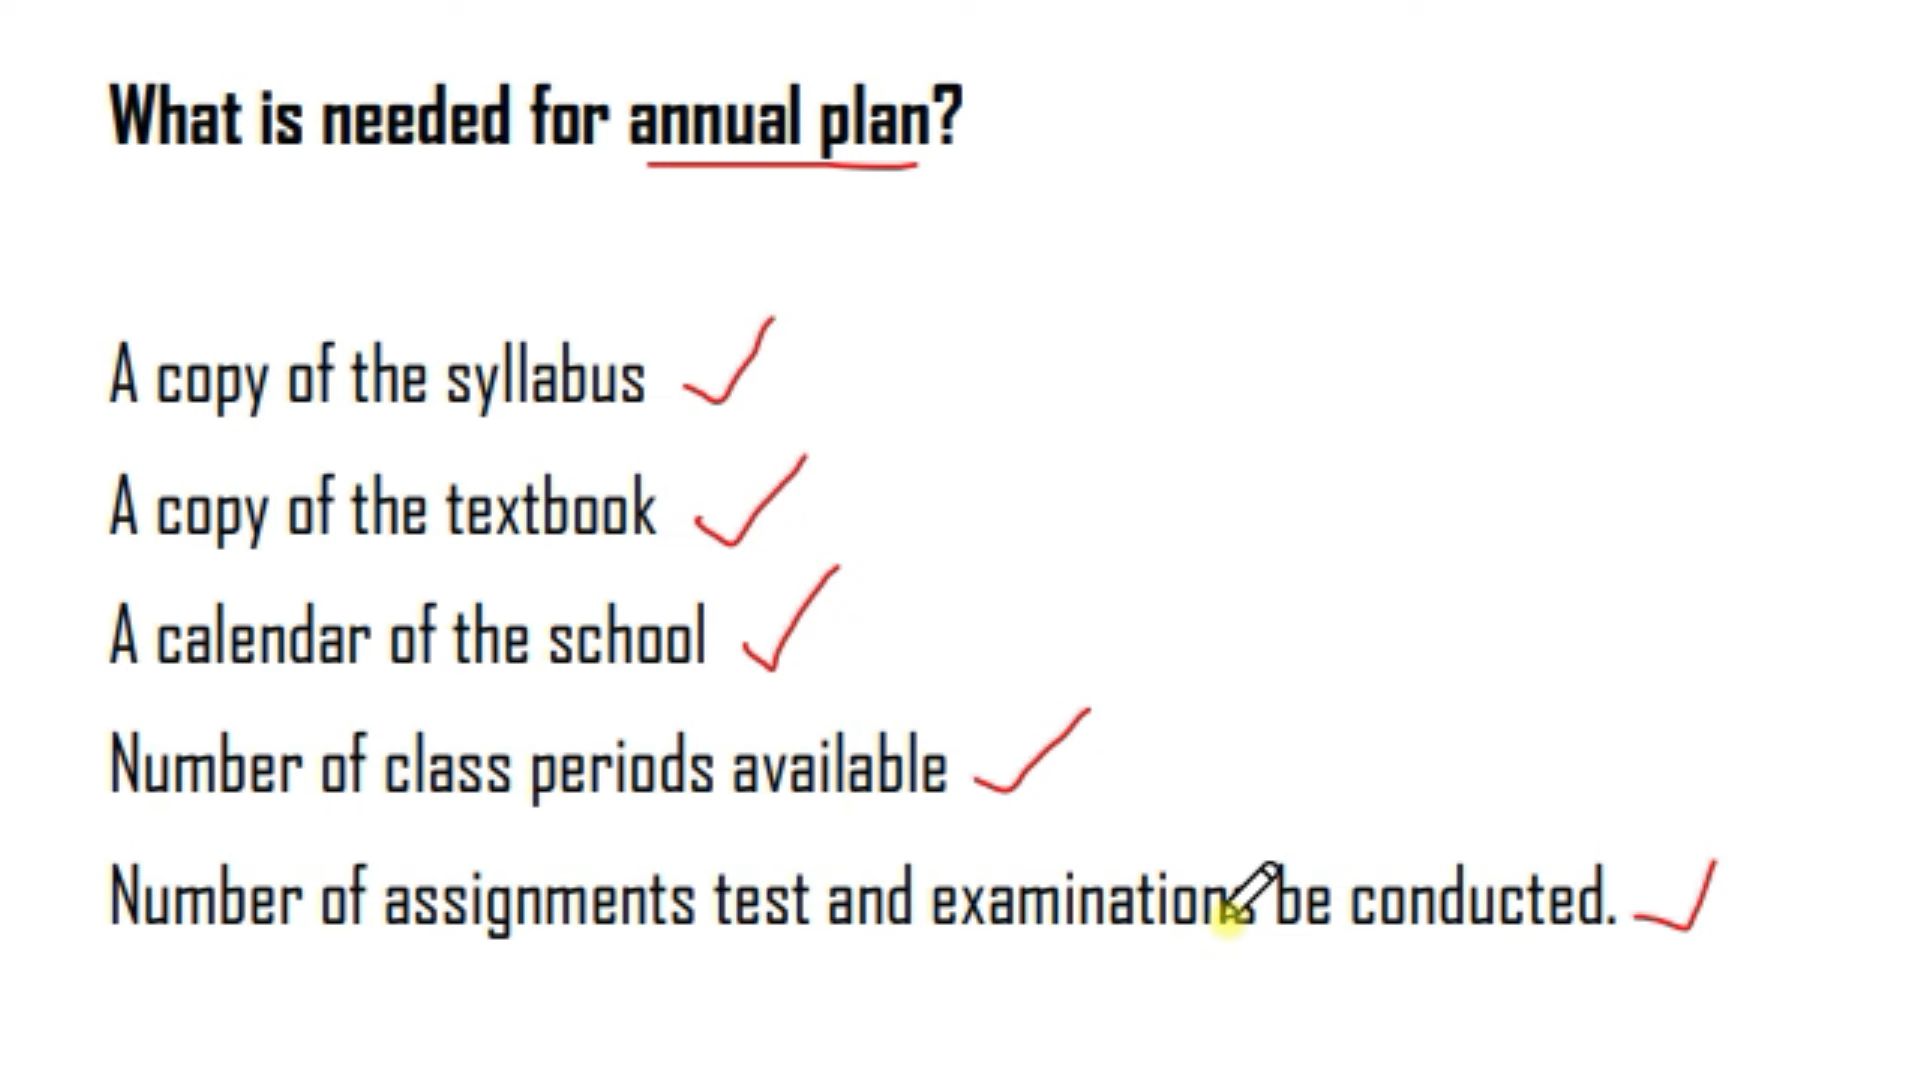 What is needed for annual plan?
A copy of the syllabus
A copy of the textbook
A calendar of the school
Number of class periods available
Number of assignments test and examinations be conducted.